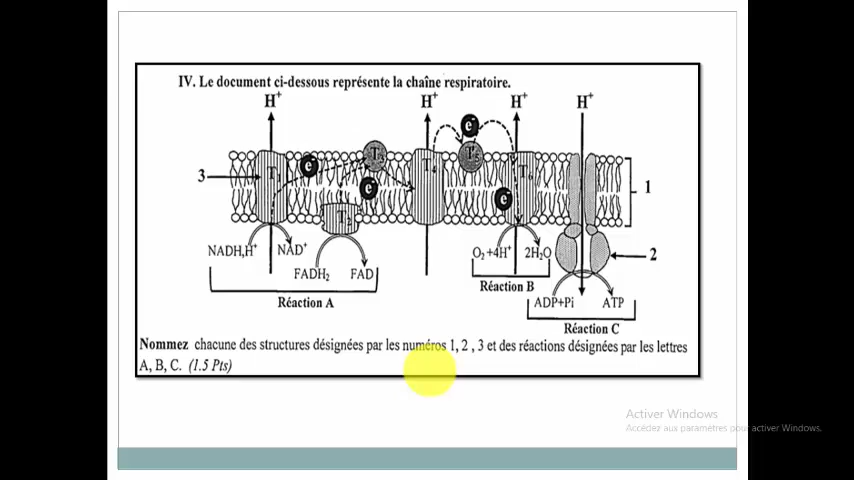 IV. Le document ci-dessous représente la chaîne respiratoire.
H+ H+ H+ H+
e- e- e- e-
T1 T2 T3 T4 T5 T6
3
1
2
NADH,H+ NAD+
FADH2 FAD
Réaction A
O2 +4H+ 2H2O
Réaction B
ADP+Pi ATP
Réaction C
Nommez chacune des structures désignées par les numéros 1, 2 , 3 et des réactions désignées par les lettres
A, B, C. (1.5 Pts)
Activer Windows
Accédez aux paramètres pour activer Windows.